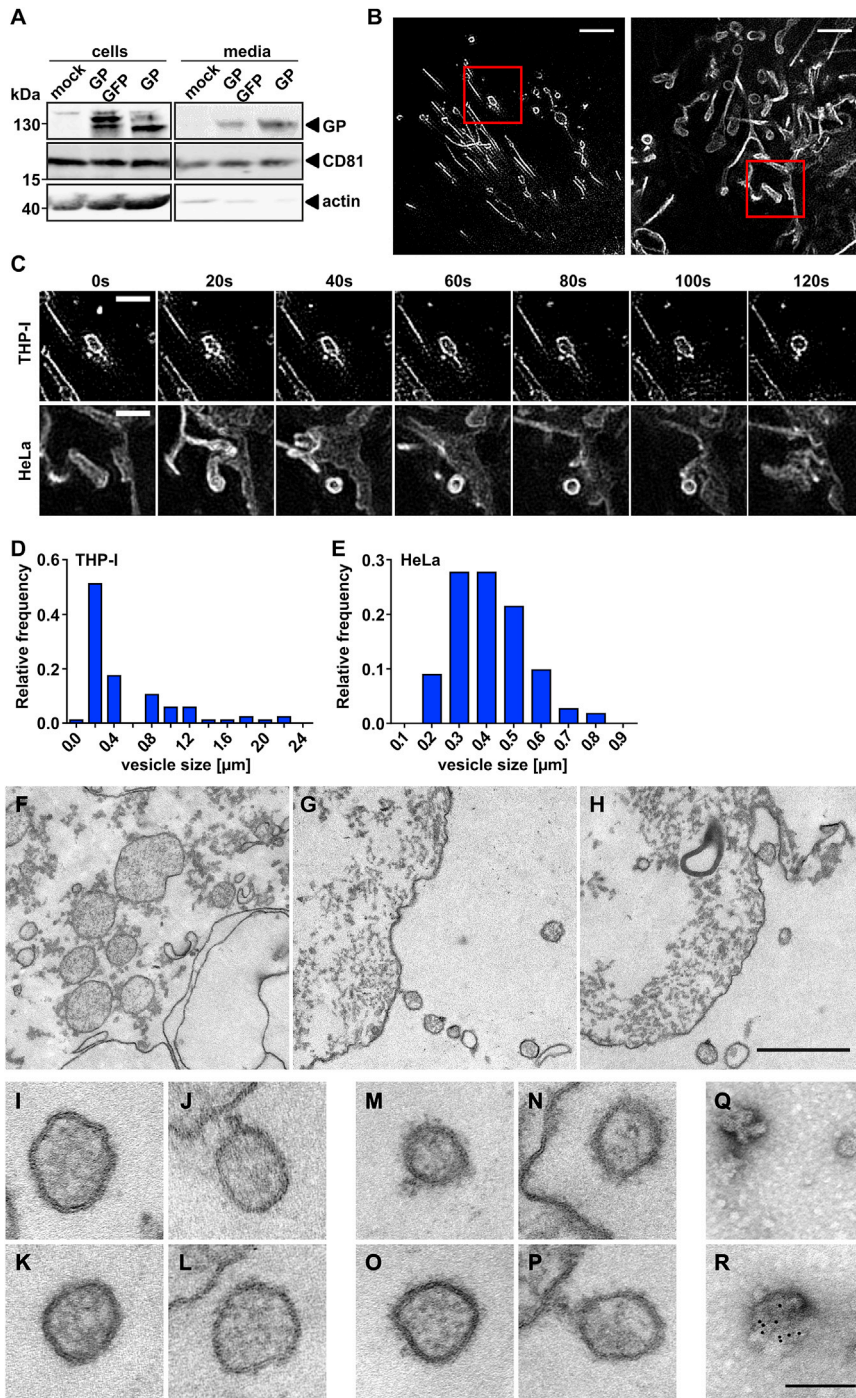 A
B
cells
media
mock
GP
GFP
GP
mock
GP
GFP
GP
kDa
130
GP
CD81
15
40
actin
C
0s
20s
40s
60s
80s
100s
120s
THP-I
HeLa
D
THP-I
Relative frequency
0.6
0.4
0.2
0.0
0.0
0.4
0.8
1.2
1.6
2.0
2.4
vesicle size [µm]
E
HeLa
Relative frequency
0.3
0.2
0.1
0.0
0.1
0.2
0.3
0.4
0.5
0.6
0.7
0.8
0.9
vesicle size [µm]
F
G
H
I
J
M
N
Q
K
L
O
P
R